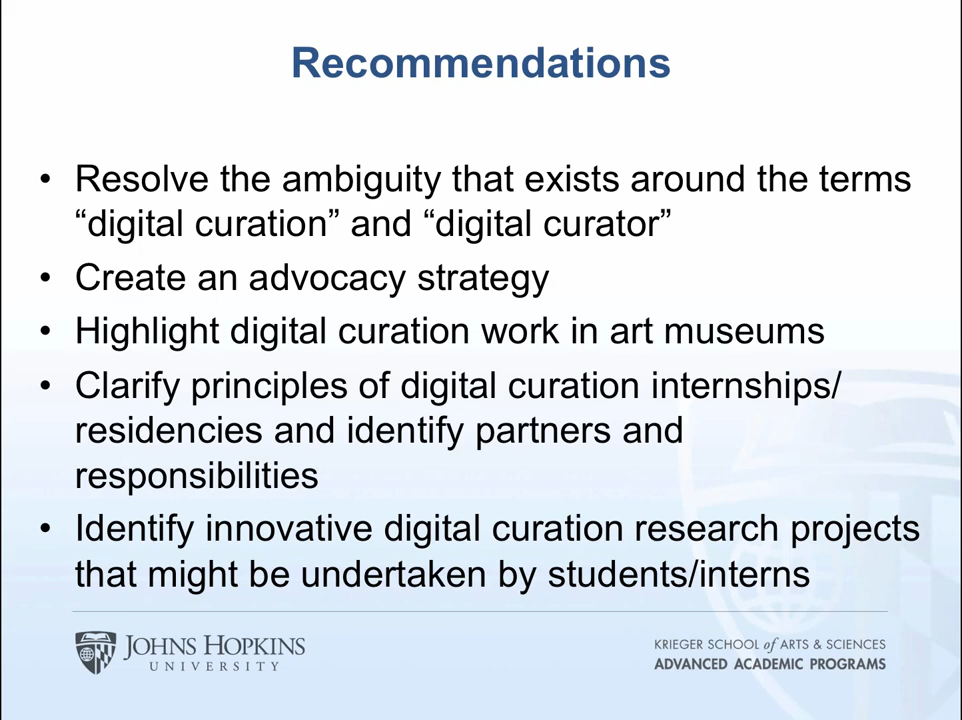 Recommendations
• Resolve the ambiguity that exists around the terms
“digital curation” and “digital curator”
• Create an advocacy strategy
• Highlight digital curation work in art museums
• Clarify principles of digital curation internships/
residencies and identify partners and
responsibilities
• Identify innovative digital curation research projects
that might be undertaken by students/interns
JOHNS HOPKINS
UNIVERSITY
KRIEGER SCHOOL of ARTS & SCIENCES
ADVANCED ACADEMIC PROGRAMS